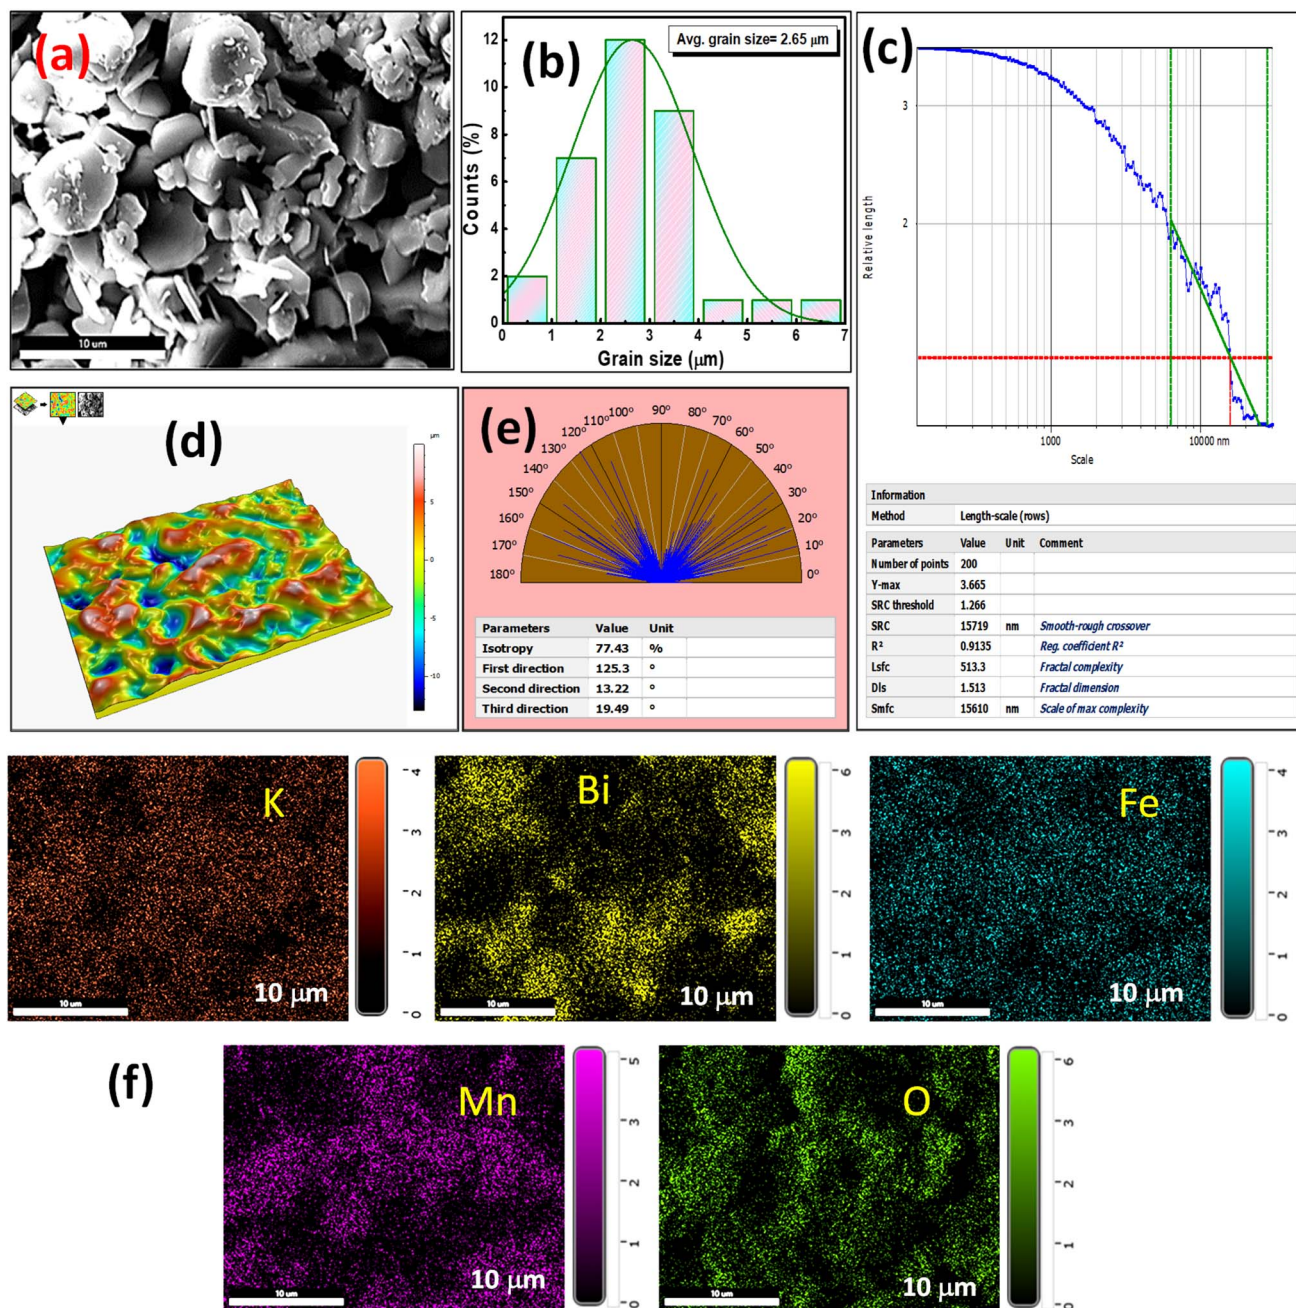 (a)
10 um
(b)
Avg. grain size= 2.65 µm
Counts (%)
12
10
8
6
4
2
0
0 1 2 3 4 5 6 7
Grain size (µm)
(c)
Relative length
3
2
1000 10000 nm
Scale
Information
Method Length-scale (rows)
Parameters Value Unit Comment
Number of points 200
Y-max 3.665
SRC threshold 1.266
SRC 15719 nm Smooth-rough crossover
R² 0.9135 Reg. coefficient R²
Lsfc 513.3 Fractal complexity
Dls 1.513 Fractal dimension
Smfc 15610 nm Scale of max complexity
(d)
µm
5
0
-5
-10
(e)
180° 170° 160° 150° 140° 130° 120° 110° 100° 90° 80° 70° 60° 50° 40° 30° 20° 10° 0°
Parameters Value Unit
Isotropy 77.43 %
First direction 125.3 °
Second direction 13.22 °
Third direction 19.49 °
K
10 um
10 µm
4
3
2
1
0
Bi
10 um
10 µm
6
3
2
1
0
Fe
10 um
10 µm
4
3
2
1
0
(f)
Mn
10 um
10 µm
5
3
2
1
0
O
10 um
10 µm
6
3
2
1
0